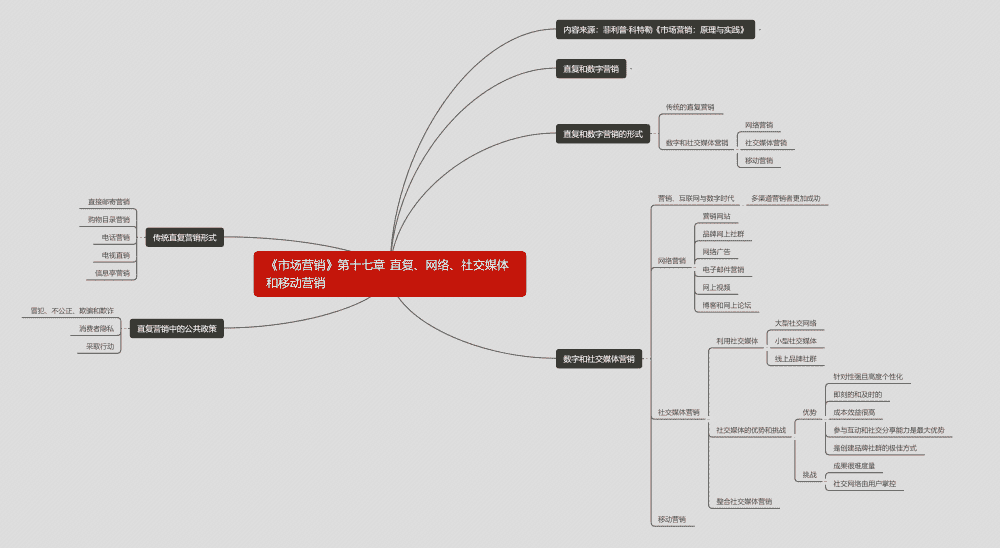 内容来源：菲利普·科特勒《市场营销：原理与实践》
直复和数字营销
直复和数字营销的形式
传统的直复营销
数字和社交媒体营销
网络营销
社交媒体营销
移动营销
《市场营销》第十七章 直复、网络、社交媒体
和移动营销
数字和社交媒体营销
营销、互联网与数字时代
多渠道营销者更加成功
网络营销
营销网站
品牌网上社群
网络广告
电子邮件营销
网上视频
博客和网上论坛
社交媒体营销
利用社交媒体
大型社交网络
小型社交媒体
线上品牌社群
社交媒体的优势和挑战
优势
针对性强且高度个性化
即刻的和及时的
成本效益很高
参与互动和社交分享能力是最大优势
是创建品牌社群的极佳方式
挑战
成果很难度量
社交网络由用户掌控
整合社交媒体营销
移动营销
传统直复营销形式
直接邮寄营销
购物目录营销
电话营销
电视直销
信息亭营销
直复营销中的公共政策
冒犯、不公正、欺骗和欺诈
消费者隐私
采取行动